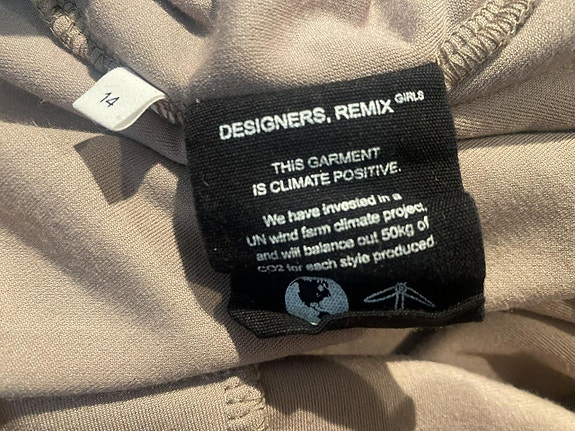 14
DESIGNERS, REMIX GIRLS
THIS GARMENT
IS CLIMATE POSITIVE.
We have invested in a
UN wind farm climate project,
and will balance out 50kg of
CO2 for each style produced